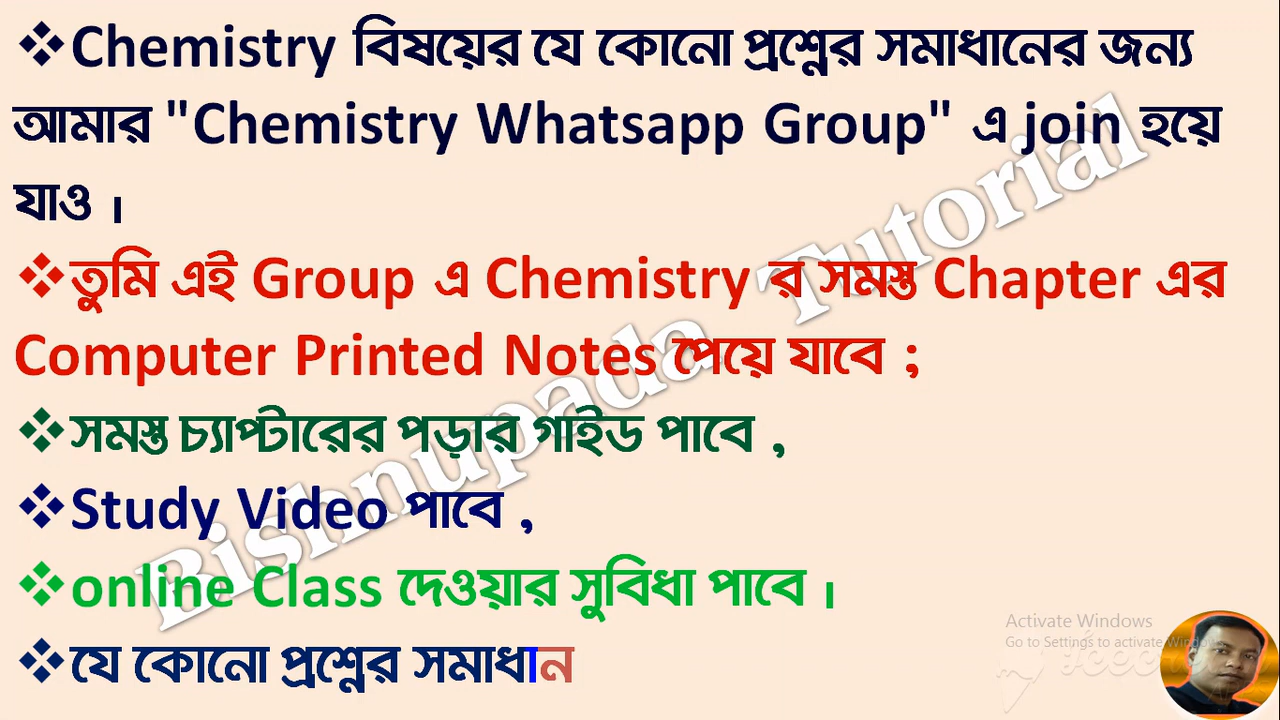 ❖Chemistry বিষয়ের যে কোনো প্রশ্নের সমাধানের জন্য
আমার "Chemistry Whatsapp Group" এ join হয়ে
যাও ।
❖তুমি এই Group এ Chemistry র সমস্ত Chapter এর
Computer Printed Notes পেয়ে যাবে ;
❖সমস্ত চ্যাপ্টারের পড়ার গাইড পাবে ,
❖Study Video পাবে ,
❖online Class দেওয়ার সুবিধা পাবে ।
❖যে কোনো প্রশ্নের সমাধান
Bishnupada Tutorial
Activate Windows
Go to Settings to activate Windows.